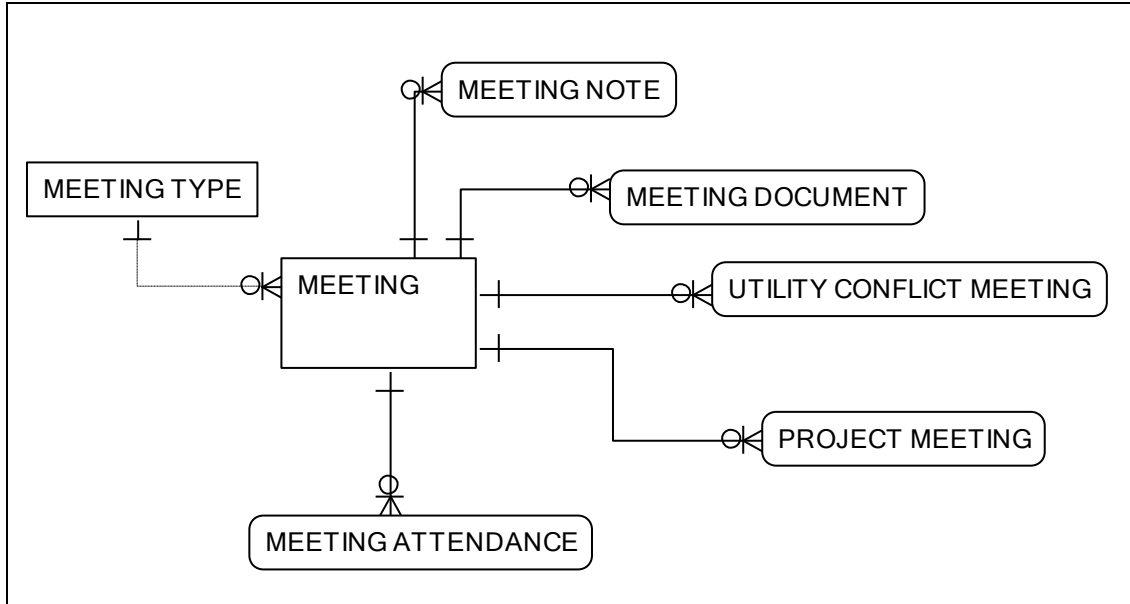 MEETING NOTE
MEETING TYPE
MEETING DOCUMENT
MEETING
UTILITY CONFLICT MEETING
PROJECT MEETING
MEETING ATTENDANCE